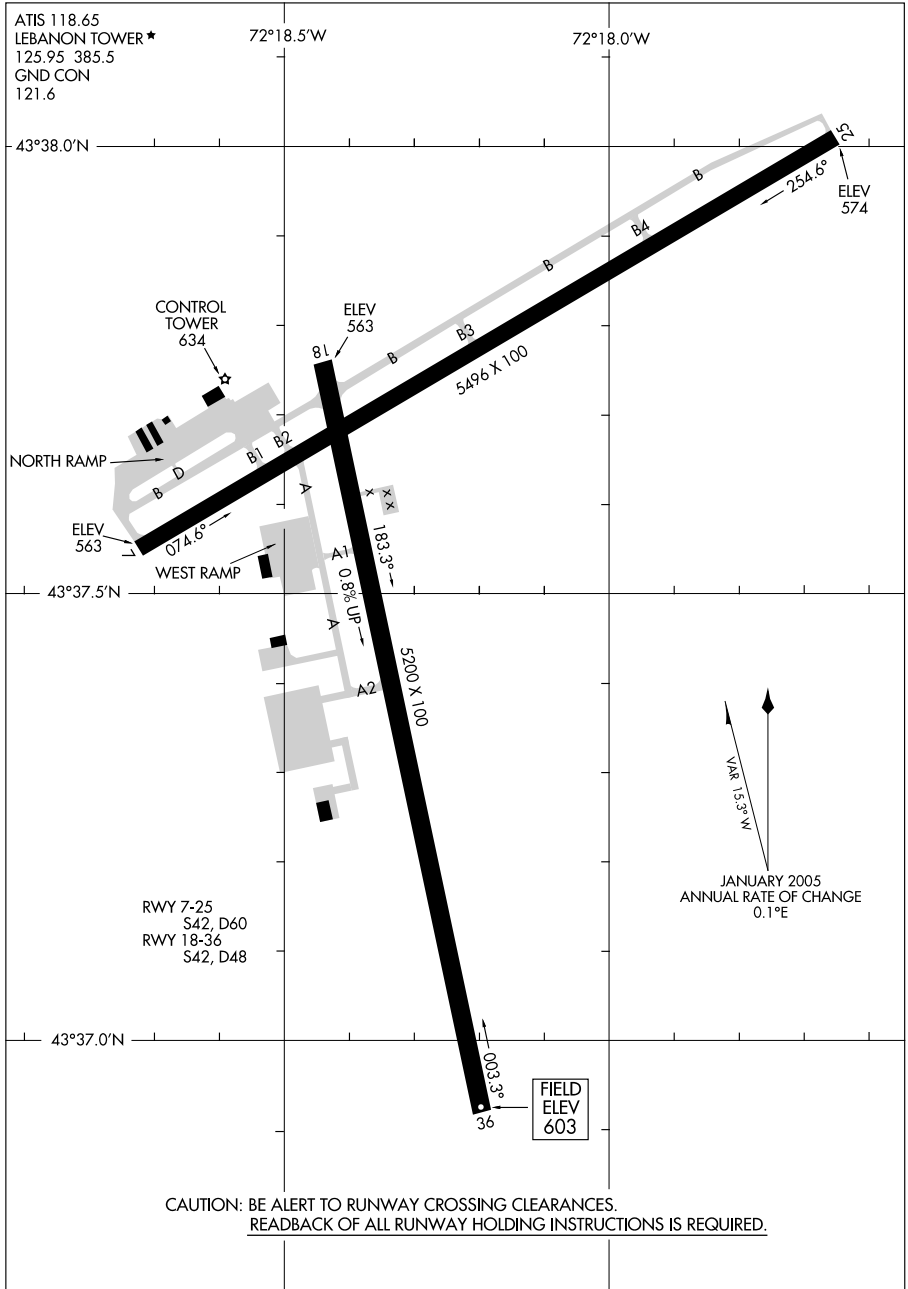 ATIS 118.65
LEBANON TOWER★
125.95 385.5
GND CON
121.6
72°18.5'W
72°18.0'W
43°38.0'N
25
254.6°
ELEV
574
B
B4
B
B3
B
5496 X 100
CONTROL
TOWER
634
ELEV
563
18
NORTH RAMP
B
D
B1
B2
A
X
X
X
ELEV
563
7
074.6°
WEST RAMP
A1
183.3°
0.8% UP
43°37.5'N
A
A2
5200 X 100
VAR 15.3° W
JANUARY 2005
ANNUAL RATE OF CHANGE
0.1°E
RWY 7-25
S42, D60
RWY 18-36
S42, D48
43°37.0'N
003.3°
36
FIELD
ELEV
603
CAUTION: BE ALERT TO RUNWAY CROSSING CLEARANCES.
READBACK OF ALL RUNWAY HOLDING INSTRUCTIONS IS REQUIRED.